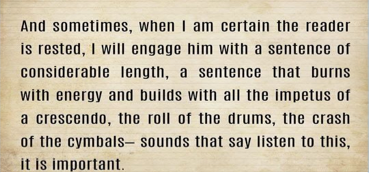 And sometimes, when I am certain the reader
is rested, I will engage him with a sentence of
considerable length, a sentence that burns
with energy and builds with all the impetus of
a crescendo, the roll of the drums, the crash
of the cymbals— sounds that say listen to this,
it is important.